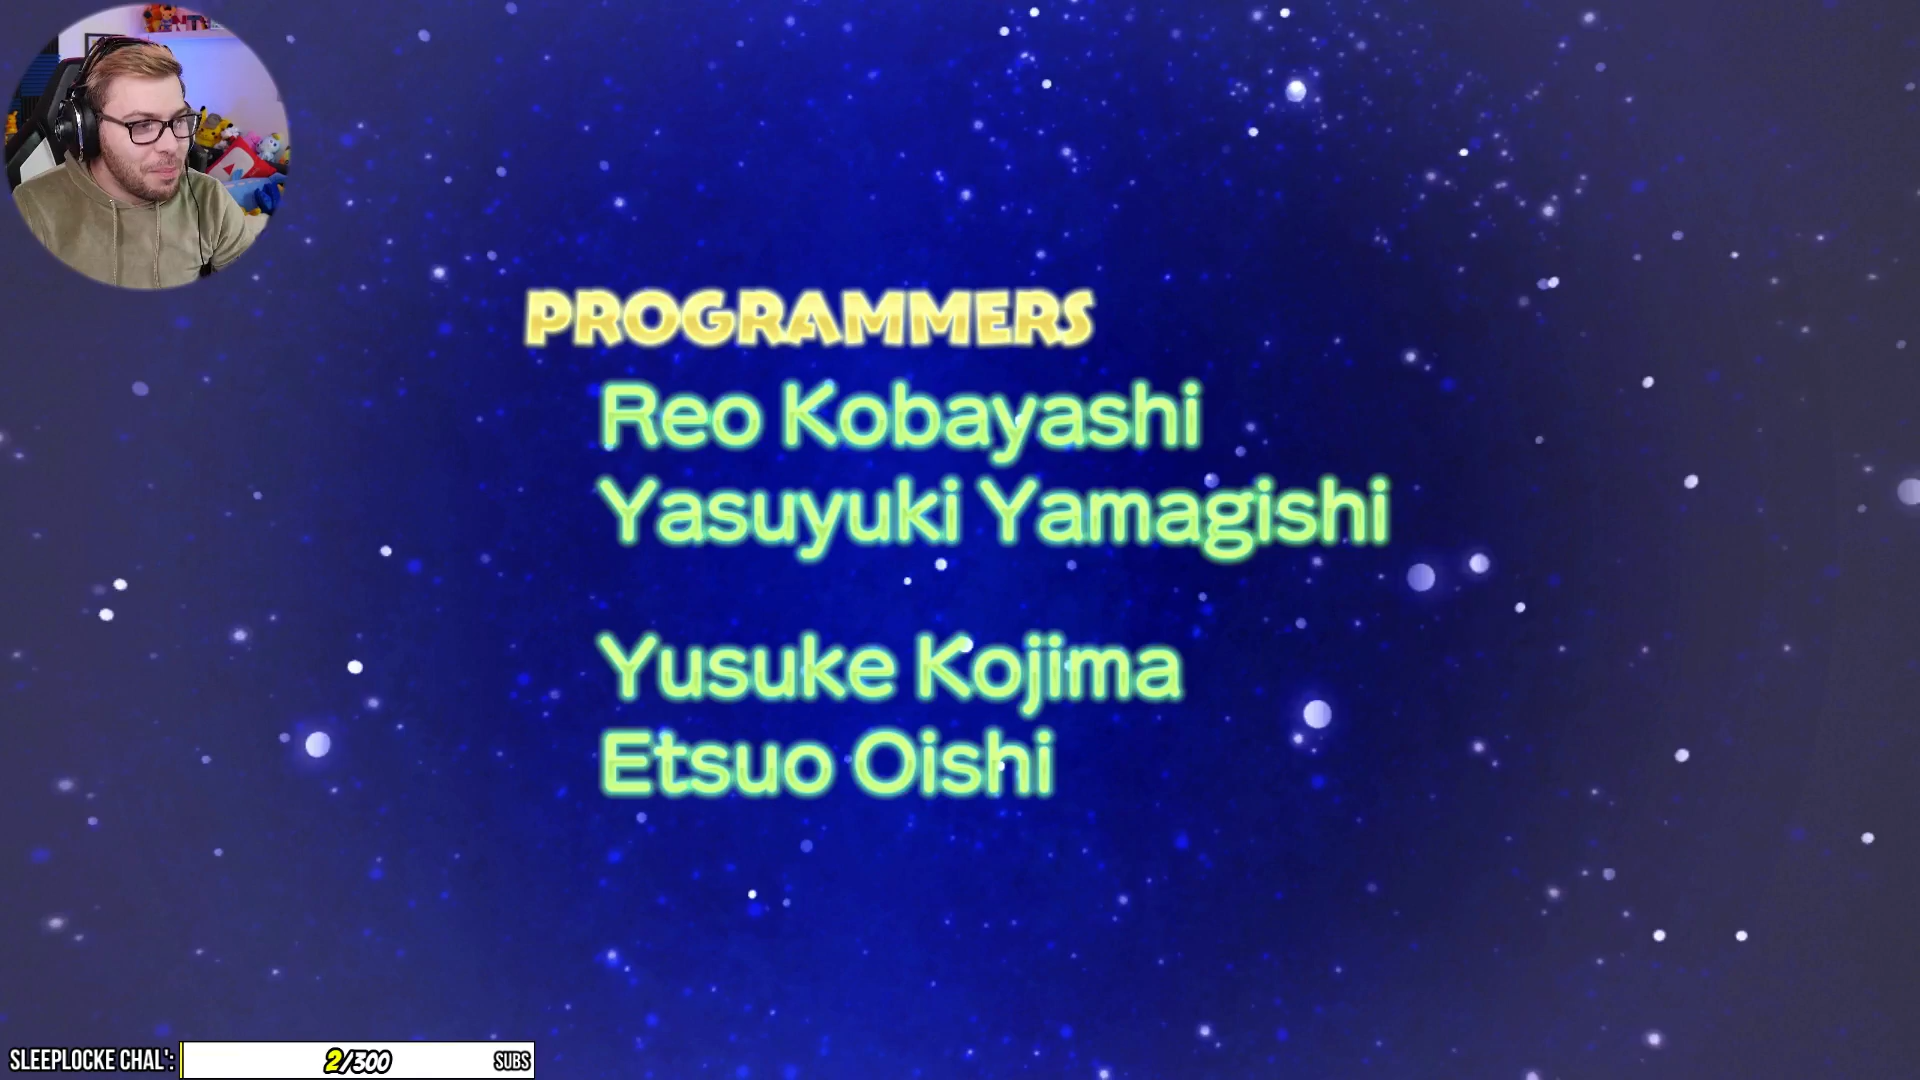 PROGRAMMERS
Reo Kobayashi
Yasuyuki Yamagishi
Yusuke Kojima
Etsuo Oishi
SLEEPLOCKE CHAL': 2/300 SUBS